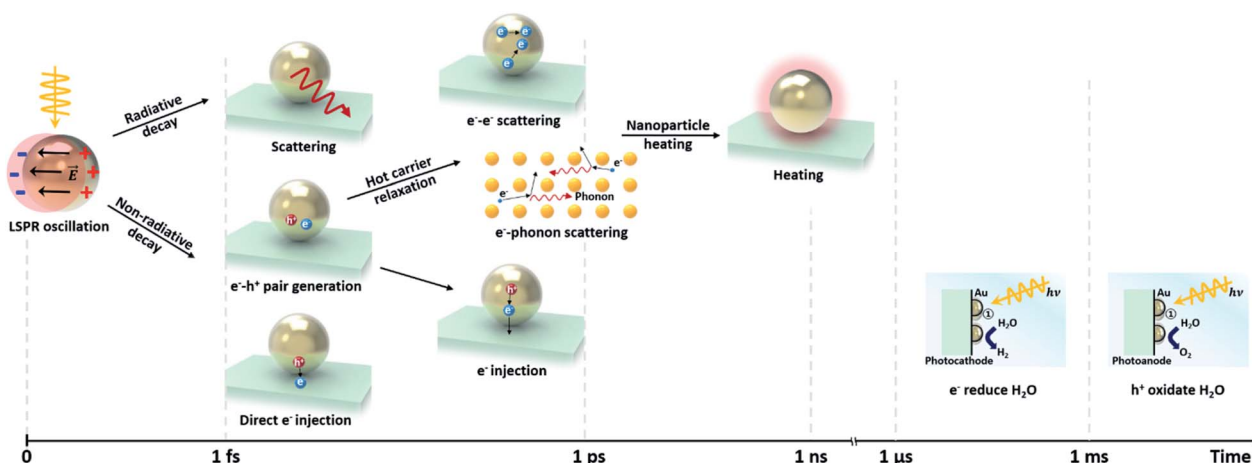 - - -
E⃗
+ + +
LSPR oscillation
Radiative
decay
Non-radiative
decay
Scattering
h⁺ e⁻
e⁻-h⁺ pair generation
h⁺
e⁻
Direct e⁻ injection
Hot carrier
relaxation
e⁻ e⁻
e⁻
e⁻
e⁻-e⁻ scattering
e⁻
e⁻ Phonon
e⁻-phonon scattering
h⁺
e⁻
e⁻ injection
Nanoparticle
heating
Heating
Au
hν
①
H₂O
H₂
Photocathode
e⁻ reduce H₂O
Au
hν
①
H₂O
O₂
Photoanode
h⁺ oxidate H₂O
0 1 fs 1 ps 1 ns 1 μs 1 ms Time